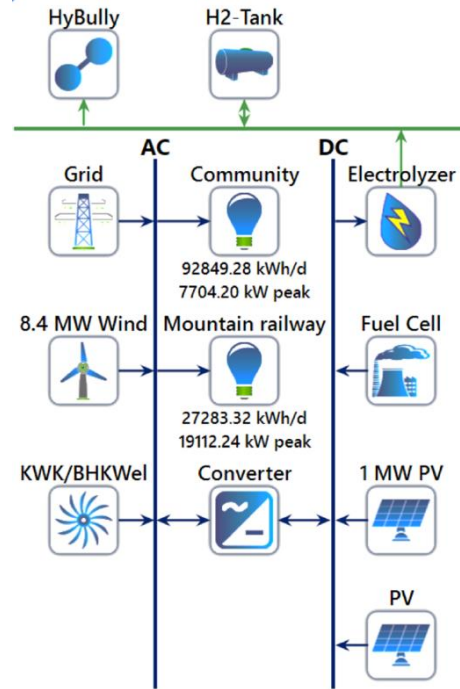 HyBully
H2-Tank
AC
DC
Grid
Community
Electrolyzer
92849.28 kWh/d
7704.20 kW peak
8.4 MW Wind
Mountain railway
Fuel Cell
27283.32 kWh/d
19112.24 kW peak
KWK/BHKWel
Converter
1 MW PV
PV